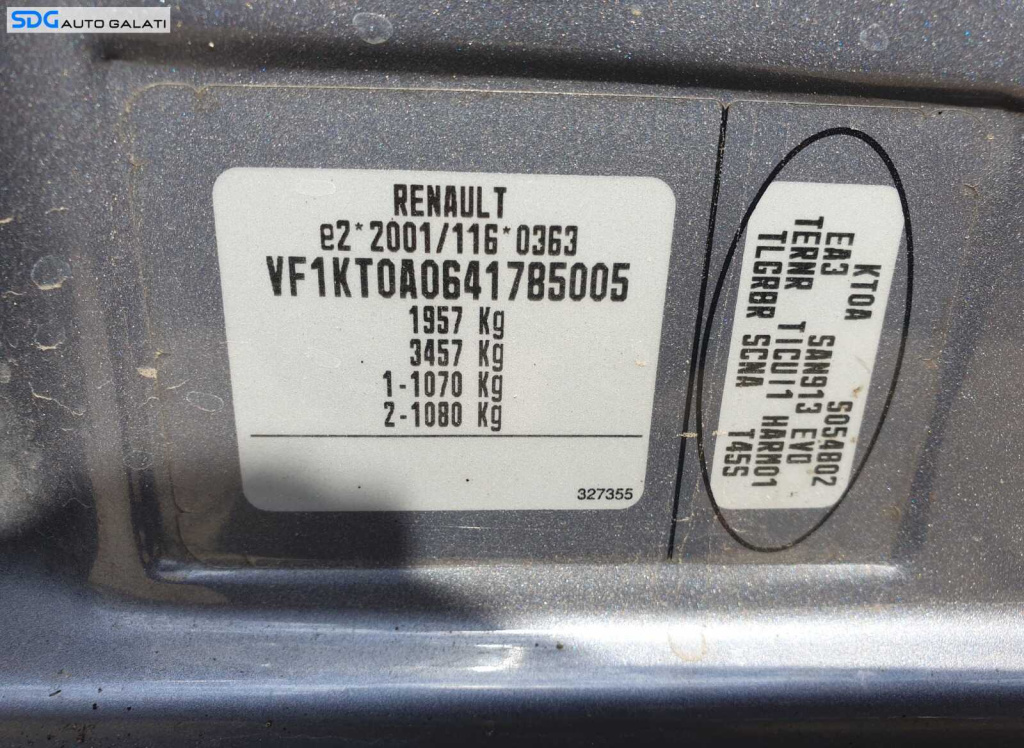 SDG AUTO GALATI
RENAULT
e2*2001/116*0363
VF1KT0A0641785005
1957 Kg
3457 Kg
1-1070 Kg
2-1080 Kg
327355
KT0A S054B02
EA3 SAN913 EVO
TERNR TICUI1 HARM01
TLGRBR SCNA T45S